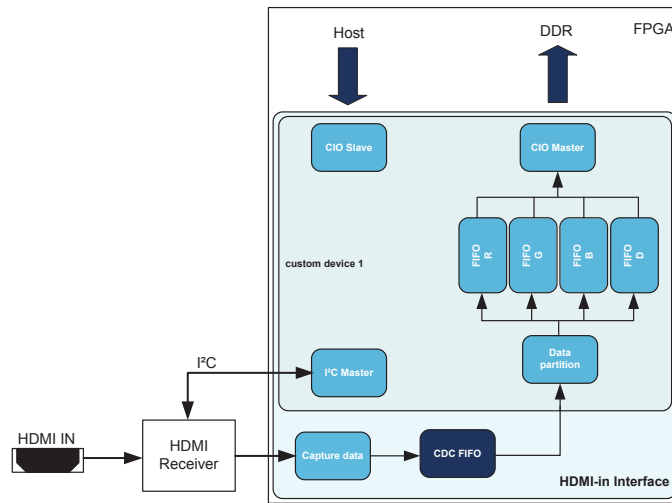 Host
DDR
FPGA
CIO Slave
CIO Master
FIFO
R
FIFO
G
FIFO
B
FIFO
D
custom device 1
Data
partition
I²C
I²C Master
HDMI IN
HDMI
Receiver
Capture data
CDC FIFO
HDMI-in Interface